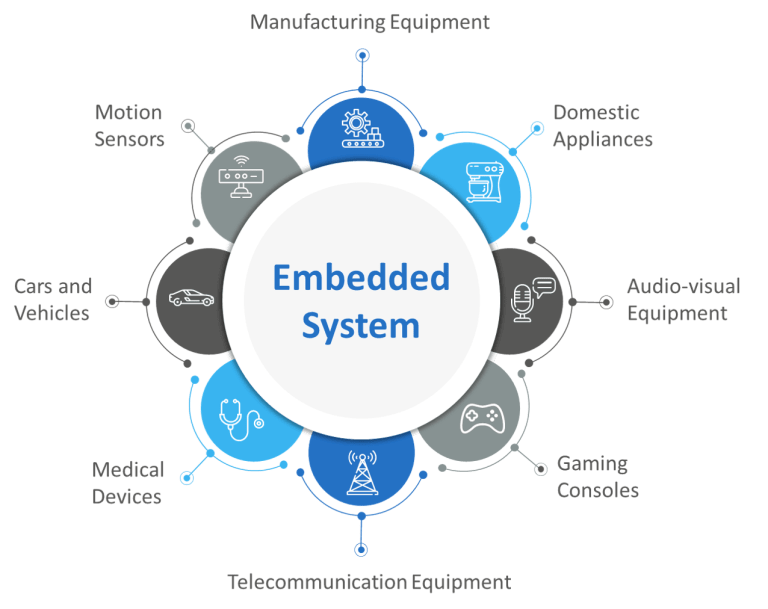 Manufacturing Equipment
Motion
Sensors
Domestic
Appliances
Cars and
Vehicles
Embedded
System
Audio-visual
Equipment
Medical
Devices
Gaming
Consoles
Telecommunication Equipment